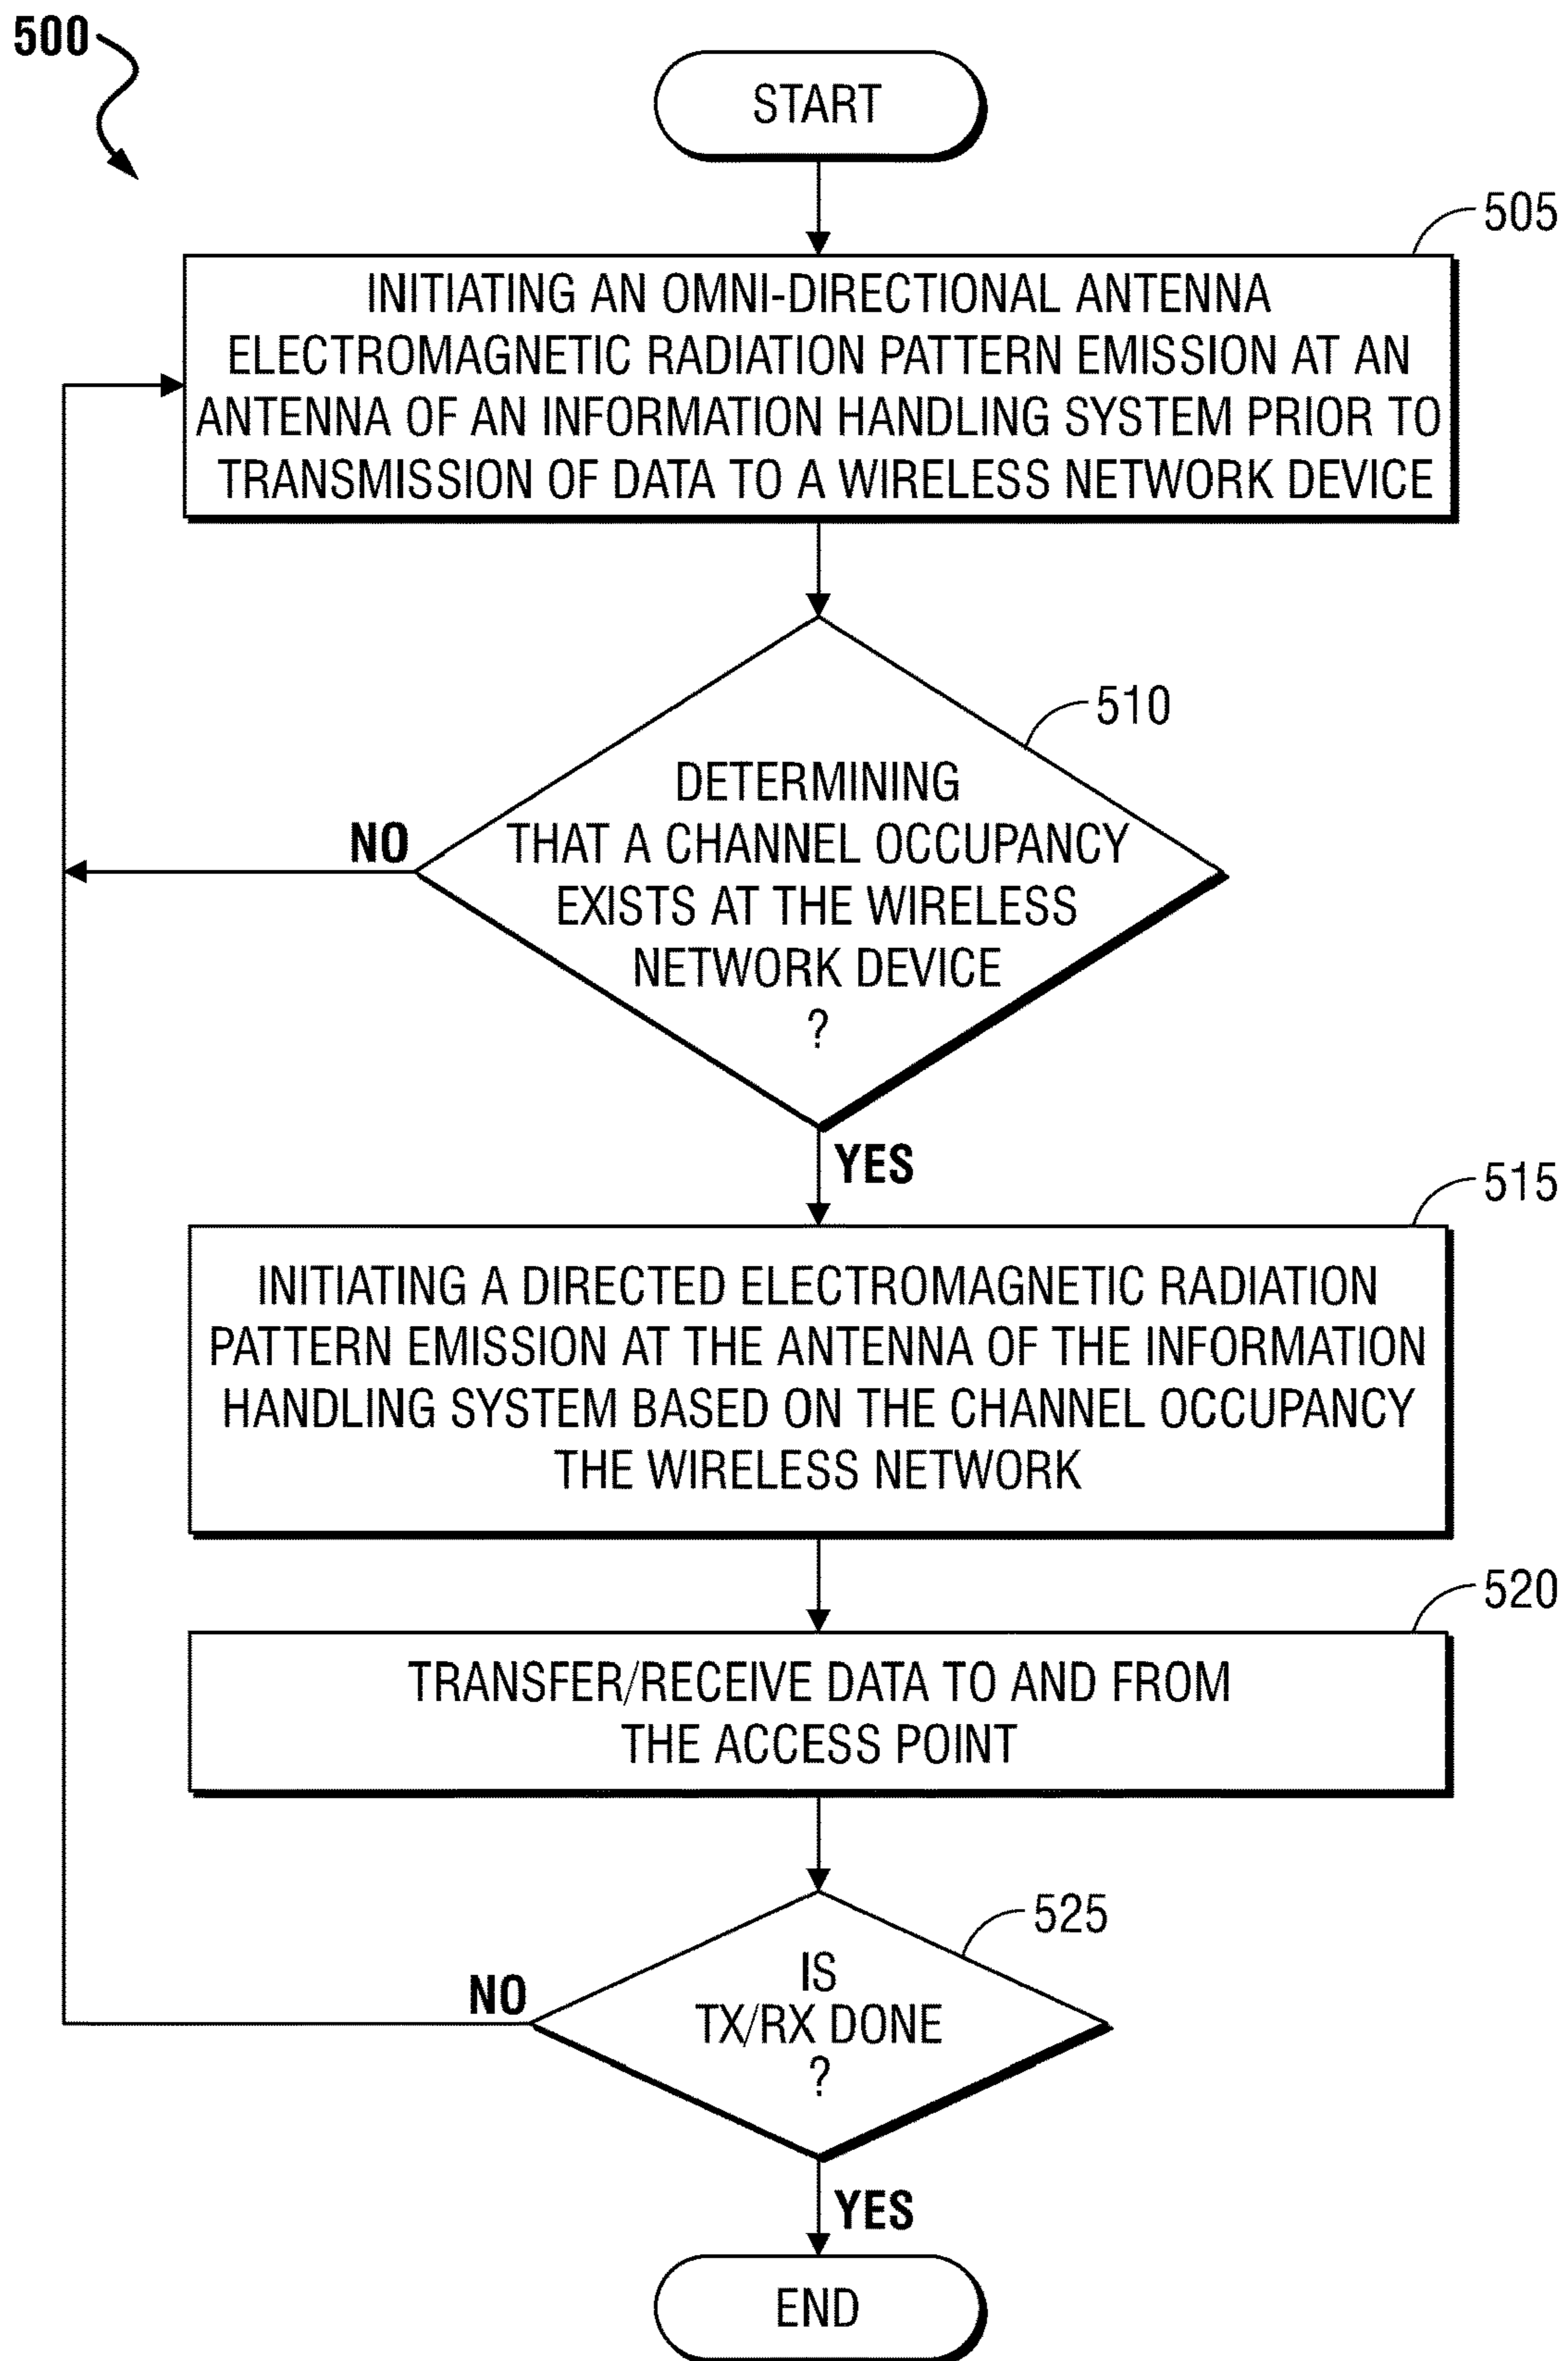 500
START
505
INITIATING AN OMNI-DIRECTIONAL ANTENNA
ELECTROMAGNETIC RADIATION PATTERN EMISSION AT AN
ANTENNA OF AN INFORMATION HANDLING SYSTEM PRIOR TO
TRANSMISSION OF DATA TO A WIRELESS NETWORK DEVICE
510
DETERMINING
THAT A CHANNEL OCCUPANCY
EXISTS AT THE WIRELESS
NETWORK DEVICE
?
NO
YES
515
INITIATING A DIRECTED ELECTROMAGNETIC RADIATION
PATTERN EMISSION AT THE ANTENNA OF THE INFORMATION
HANDLING SYSTEM BASED ON THE CHANNEL OCCUPANCY
THE WIRELESS NETWORK
520
TRANSFER/RECEIVE DATA TO AND FROM
THE ACCESS POINT
525
IS
TX/RX DONE
?
NO
YES
END